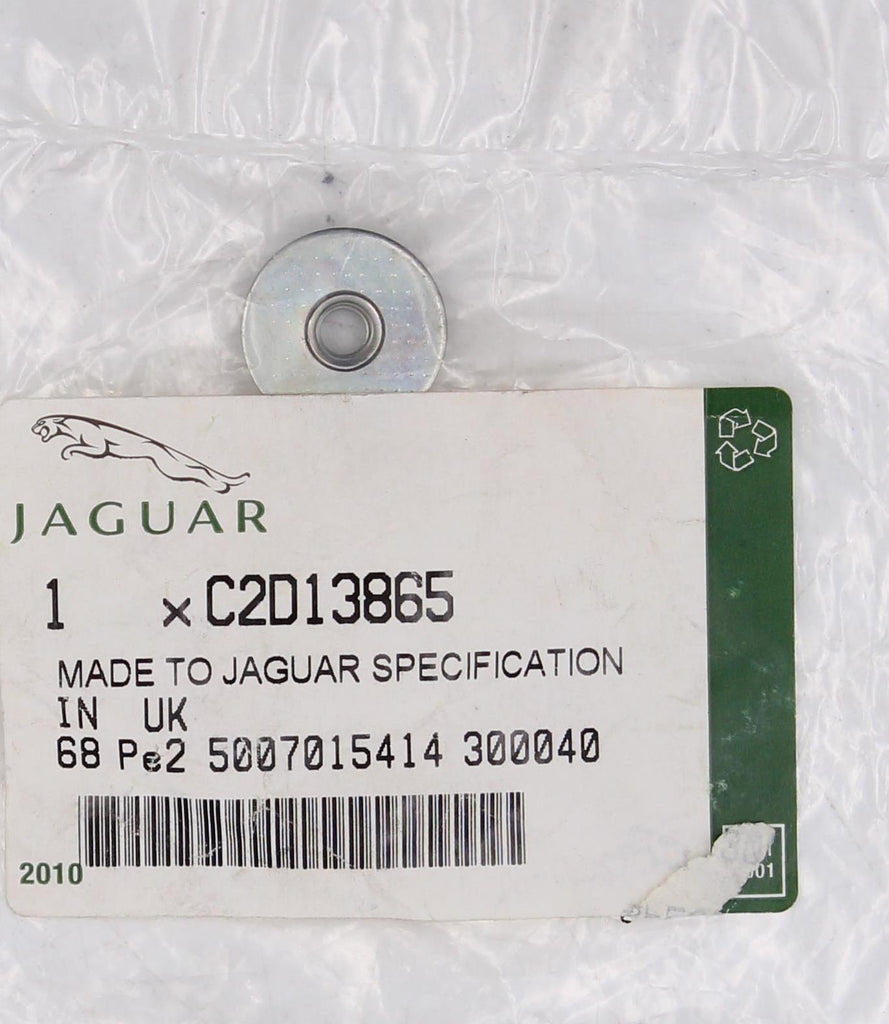 JAGUAR
1 x C2D13865
MADE TO JAGUAR SPECIFICATION
IN UK
68 Pe2 5007015414 300040
2010